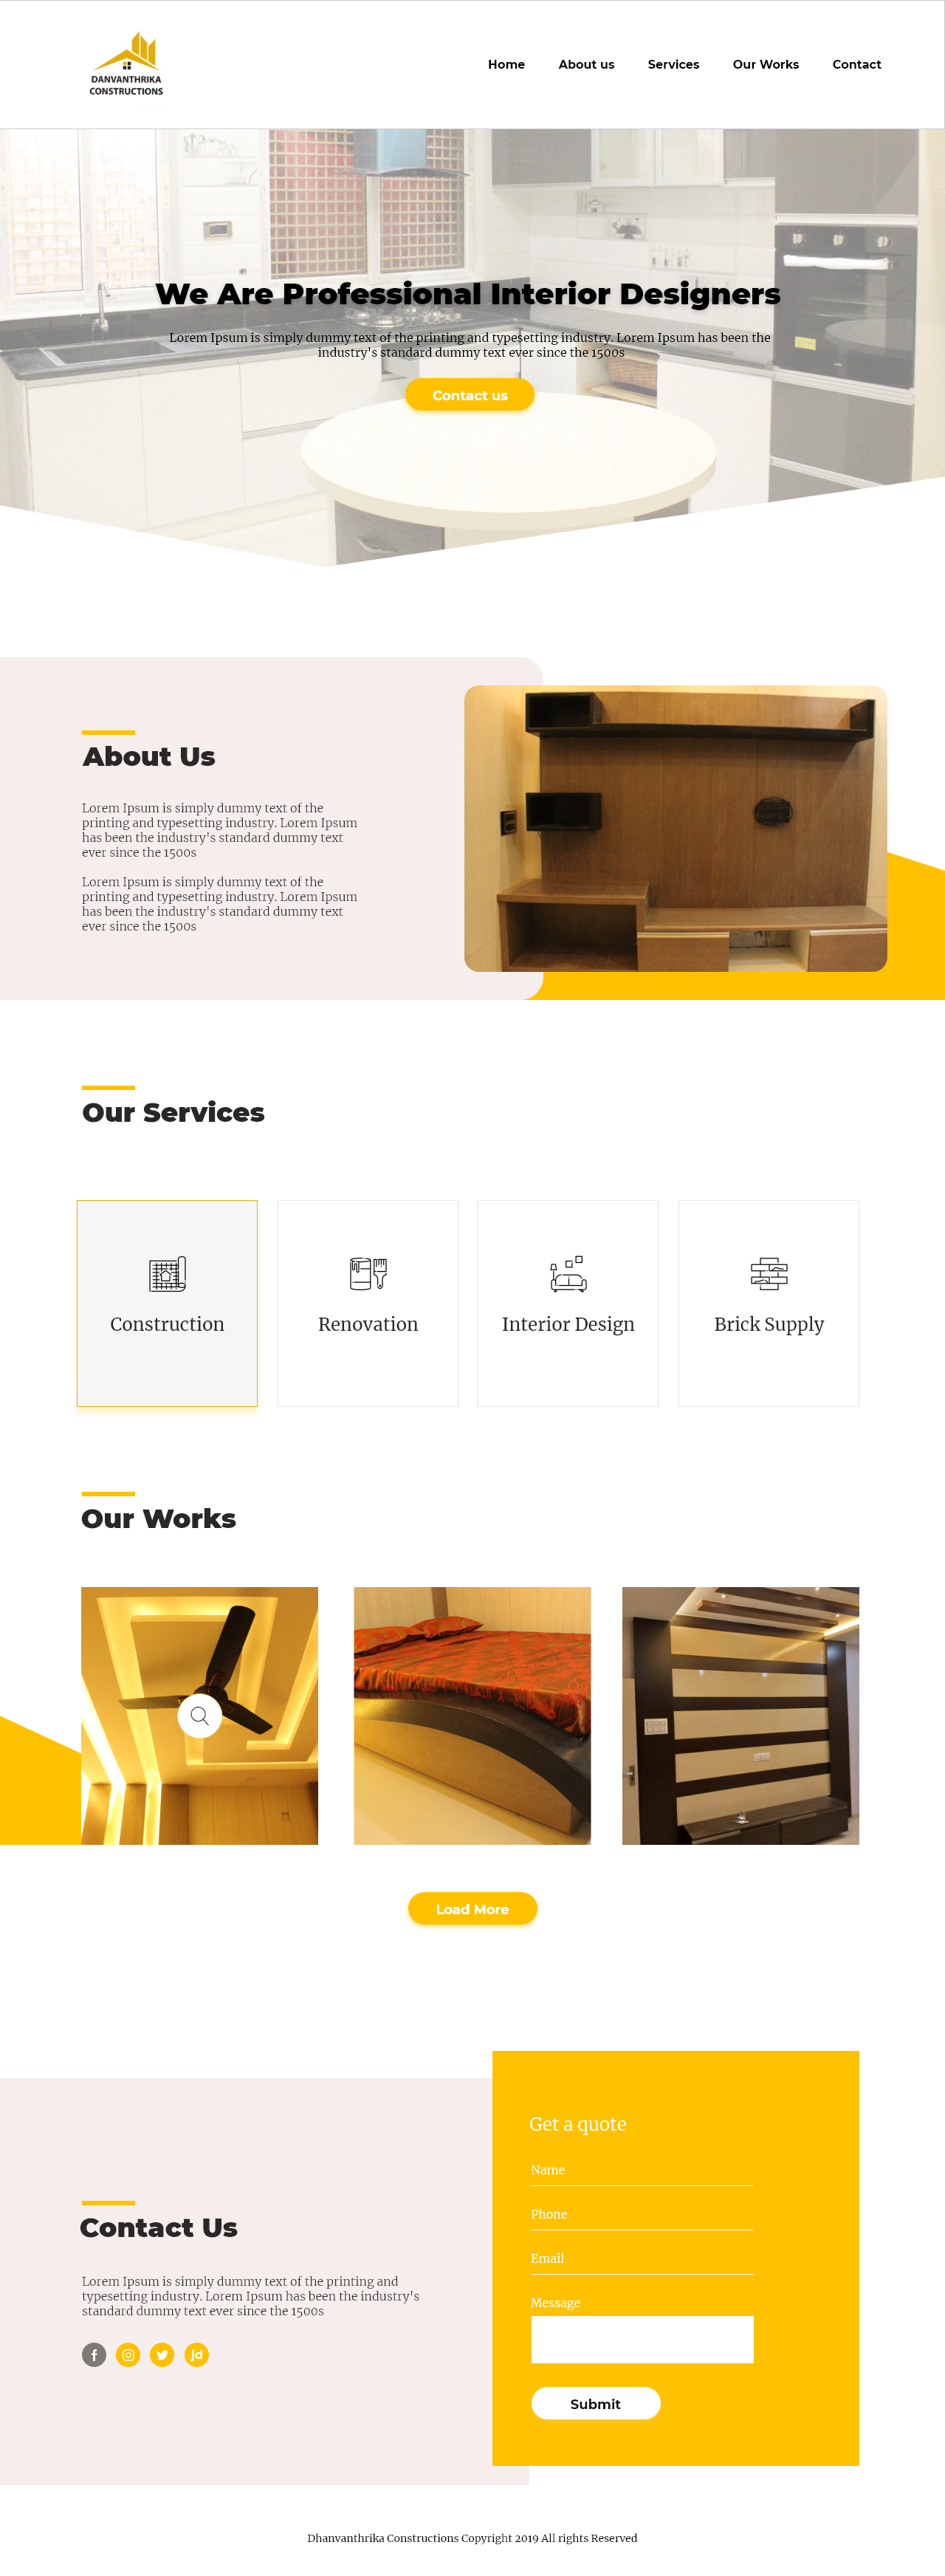 DANVANTHRIKA
CONSTRUCTIONS
Home About us Services Our Works Contact
We Are Professional Interior Designers
Lorem Ipsum is simply dummy text of the printing and typesetting industry. Lorem Ipsum has been the
industry's standard dummy text ever since the 1500s
Contact us
About Us
Lorem Ipsum is simply dummy text of the
printing and typesetting industry. Lorem Ipsum
has been the industry's standard dummy text
ever since the 1500s
Lorem Ipsum is simply dummy text of the
printing and typesetting industry. Lorem Ipsum
has been the industry's standard dummy text
ever since the 1500s
Our Services
Construction Renovation Interior Design Brick Supply
Our Works
Load More
Contact Us
Lorem Ipsum is simply dummy text of the printing and
typesetting industry. Lorem Ipsum has been the industry's
standard dummy text ever since the 1500s
jd
Get a quote
Name
Phone
Email
Message
Submit
Dhanvanthrika Constructions Copyright 2019 All rights Reserved